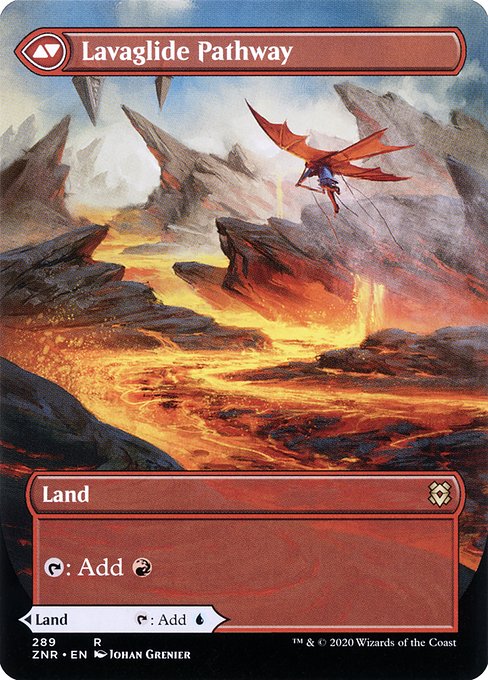 Lavaglide Pathway
Land
: Add
Land : Add
289 R
ZNR • EN Johan Grenier
™ & © 2020 Wizards of the Coast